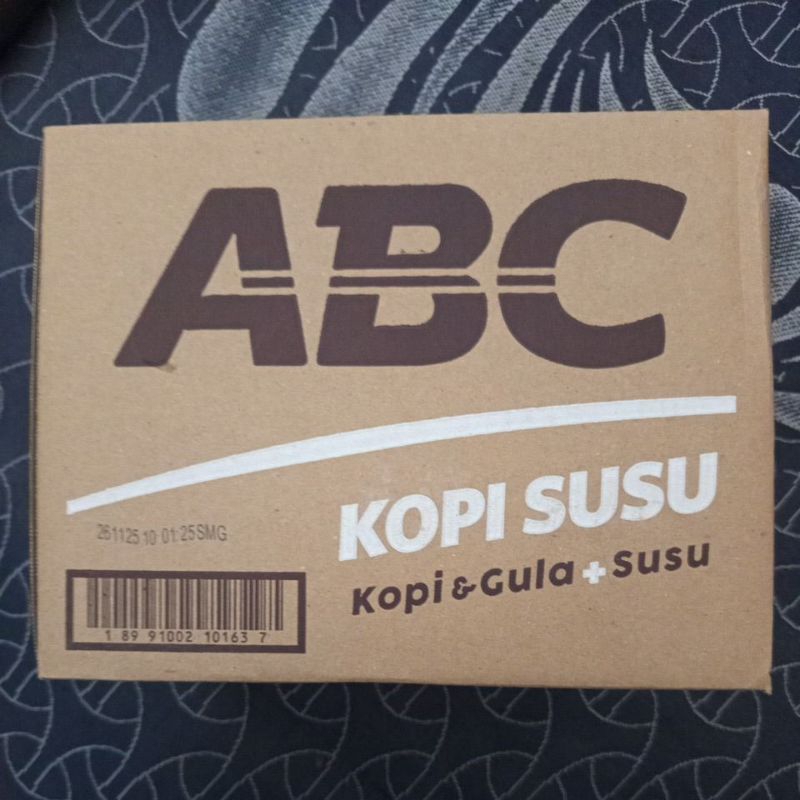 ABC
KOPI SUSU
Kopi & Gula + Susu
261125 10 01:25SMG
1 89 91002 10163 7